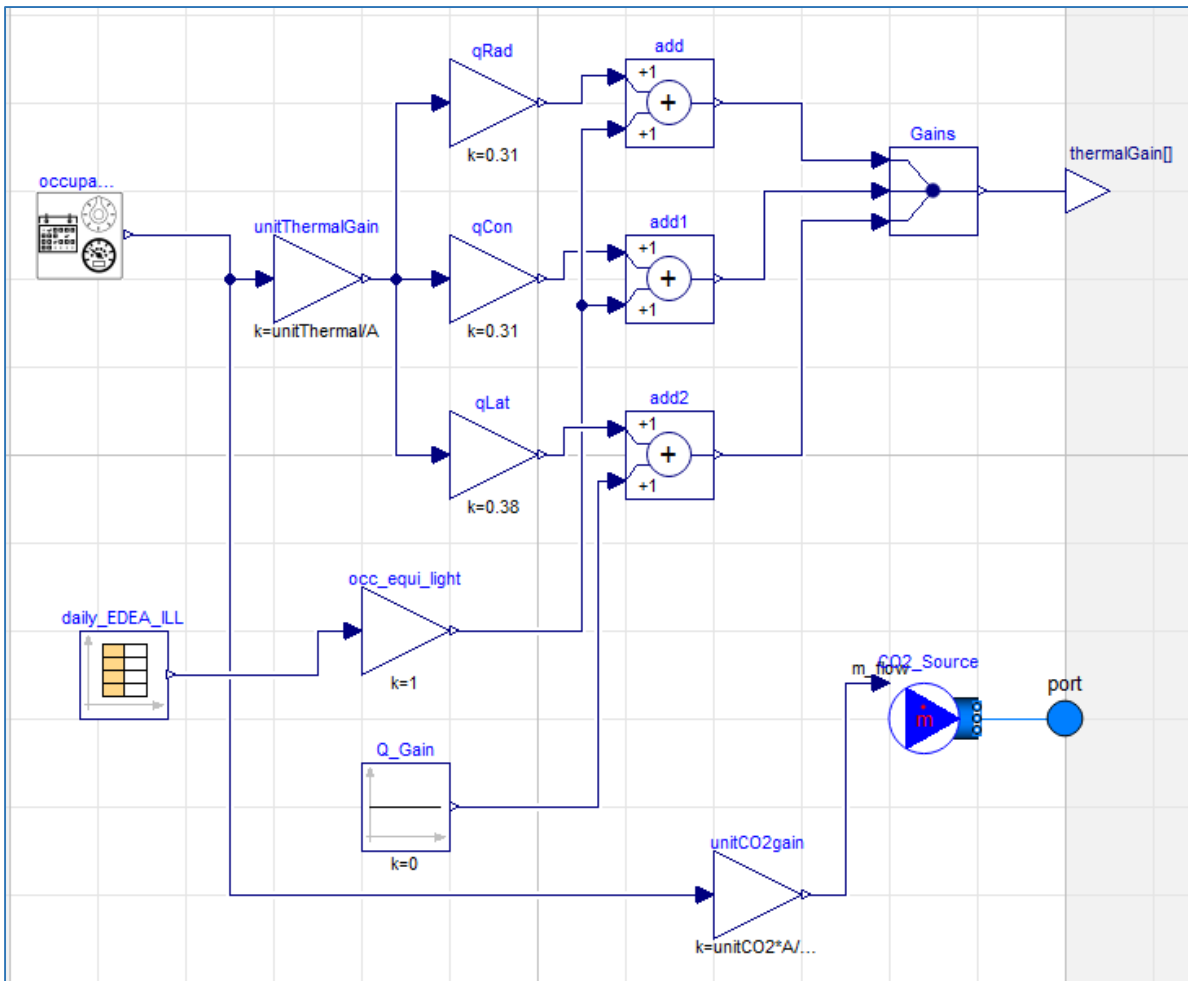 qRad
add
+1
+
+1
k=0.31
Gains
thermalGain[]
occupa...
unitThermalGain
qCon
add1
+1
+
+1
k=unitThermal/A
k=0.31
qLat
add2
+1
+
+1
k=0.38
occ_equi_light
daily_EDEA_ILL
k=1
CO2_Source
m_flow
port
m
Q_Gain
k=0
unitCO2gain
k=unitCO2*A/...